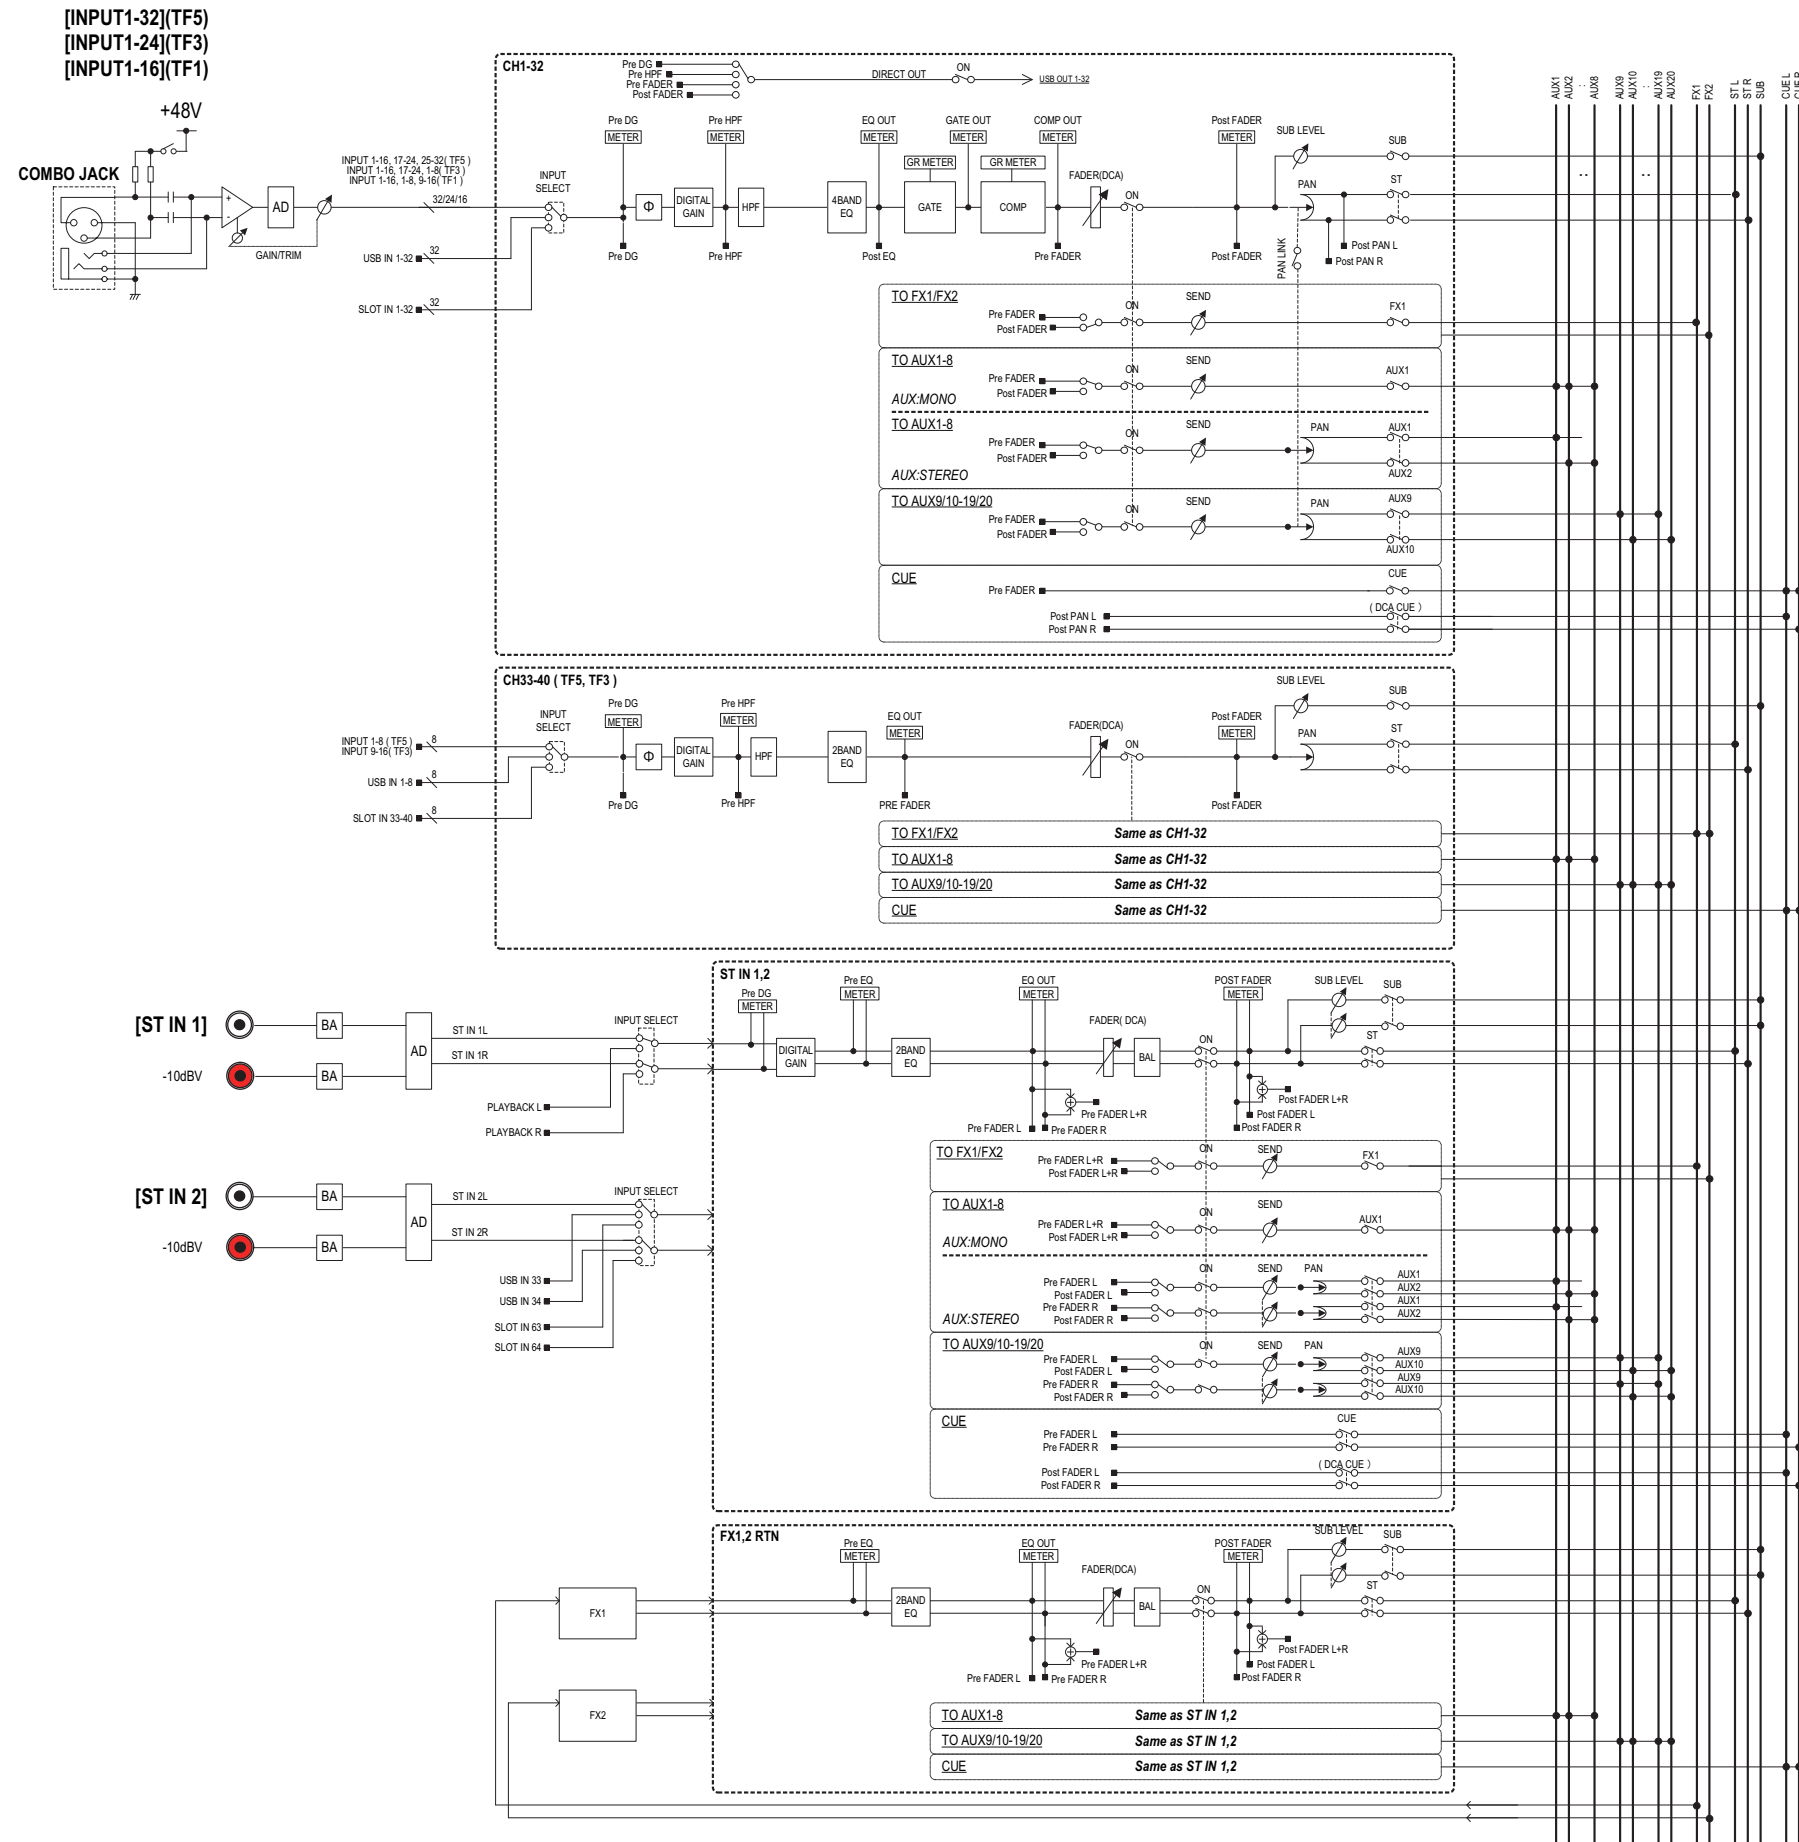 [INPUT1-32](TF5)
[INPUT1-24](TF3)
[INPUT1-16](TF1)
+48V
COMBO JACK
+
-
AD
GAIN/TRIM
INPUT 1-16, 17-24, 25-32( TF5 )
INPUT 1-16, 17-24, 1-8( TF3 )
INPUT 1-16, 1-8, 9-16( TF1 )
32/24/16
USB IN 1-32
32
SLOT IN 1-32
32
AUX1
AUX2
AUX8
AUX9
AUX10
AUX19
AUX20
FX1
FX2
ST L
ST R
SUB
CUE L
CUE R
CH1-32
Pre DG
Pre HPF
Pre FADER
Post FADER
DIRECT OUT
ON
USB OUT 1-32
INPUT
SELECT
Pre DG
METER
Pre HPF
METER
EQ OUT
METER
GATE OUT
METER
COMP OUT
METER
Post FADER
METER
SUB LEVEL
SUB
GR METER
GR METER
FADER(DCA)
ON
PAN
ST
Φ
DIGITAL
GAIN
HPF
4BAND
EQ
GATE
COMP
Pre DG
Pre HPF
Post EQ
Pre FADER
Post FADER
PAN LINK
Post PAN L
Post PAN R
TO FX1/FX2
Pre FADER
Post FADER
ON
SEND
FX1
TO AUX1-8
AUX:MONO
Pre FADER
Post FADER
ON
SEND
AUX1
TO AUX1-8
AUX:STEREO
Pre FADER
Post FADER
ON
SEND
PAN
AUX1
AUX2
TO AUX9/10-19/20
Pre FADER
Post FADER
ON
SEND
PAN
AUX9
AUX10
CUE
Pre FADER
CUE
Post PAN L
Post PAN R
( DCA CUE )
CH33-40 ( TF5, TF3 )
INPUT 1-8 ( TF5 )
INPUT 9-16( TF3)
8
USB IN 1-8
8
SLOT IN 33-40
8
INPUT
SELECT
Pre DG
METER
Pre HPF
METER
EQ OUT
METER
FADER(DCA)
ON
Post FADER
METER
SUB LEVEL
SUB
PAN
ST
Φ
DIGITAL
GAIN
HPF
2BAND
EQ
Pre DG
Pre HPF
PRE FADER
Post FADER
TO FX1/FX2
Same as CH1-32
TO AUX1-8
Same as CH1-32
TO AUX9/10-19/20
Same as CH1-32
CUE
Same as CH1-32
[ST IN 1]
-10dBV
BA
BA
AD
ST IN 1L
ST IN 1R
INPUT SELECT
PLAYBACK L
PLAYBACK R
[ST IN 2]
-10dBV
BA
BA
AD
ST IN 2L
ST IN 2R
INPUT SELECT
USB IN 33
USB IN 34
SLOT IN 63
SLOT IN 64
ST IN 1,2
Pre DG
METER
Pre EQ
METER
EQ OUT
METER
POST FADER
METER
SUB LEVEL
SUB
FADER( DCA)
ON
ST
DIGITAL
GAIN
2BAND
EQ
BAL
Pre FADER L+R
Pre FADER L
Pre FADER R
Post FADER L+R
Post FADER L
Post FADER R
TO FX1/FX2
Pre FADER L+R
Post FADER L+R
ON
SEND
FX1
TO AUX1-8
AUX:MONO
Pre FADER L+R
Post FADER L+R
ON
SEND
AUX1
AUX:STEREO
Pre FADER L
Post FADER L
Pre FADER R
Post FADER R
ON
SEND
PAN
AUX1
AUX2
AUX1
AUX2
TO AUX9/10-19/20
Pre FADER L
Post FADER L
Pre FADER R
Post FADER R
ON
SEND
PAN
AUX9
AUX10
AUX9
AUX10
CUE
Pre FADER L
Pre FADER R
CUE
Post FADER L
Post FADER R
( DCA CUE )
FX1,2 RTN
Pre EQ
METER
EQ OUT
METER
POST FADER
METER
SUB LEVEL
SUB
FADER(DCA)
ON
ST
FX1
2BAND
EQ
BAL
Pre FADER L+R
Pre FADER L
Pre FADER R
Post FADER L+R
Post FADER L
Post FADER R
FX2
TO AUX1-8
Same as ST IN 1,2
TO AUX9/10-19/20
Same as ST IN 1,2
CUE
Same as ST IN 1,2